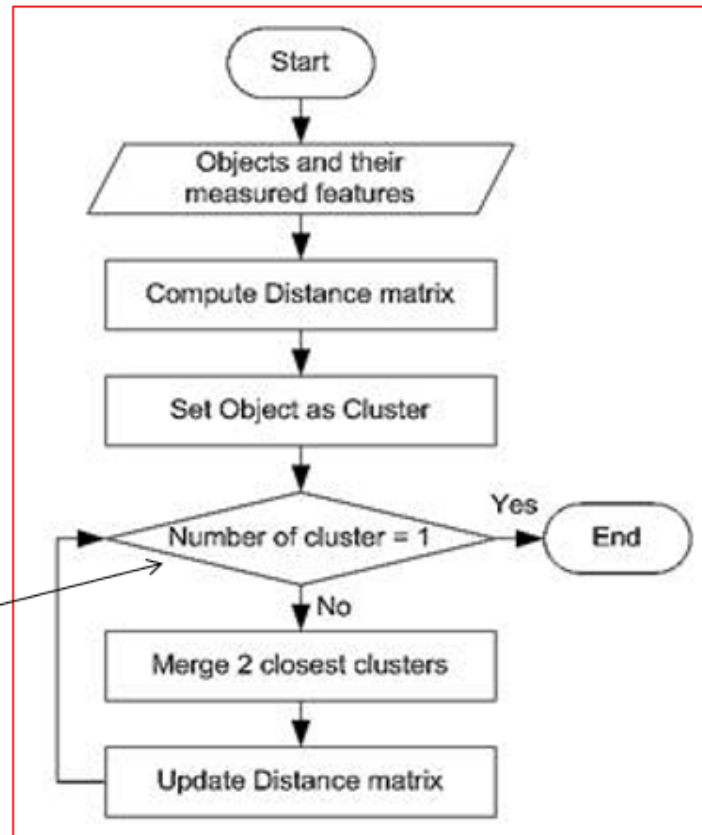 Start
Objects and their
measured features
Compute Distance matrix
Set Object as Cluster
Number of cluster = 1
Yes
End
No
Merge 2 closest clusters
Update Distance matrix